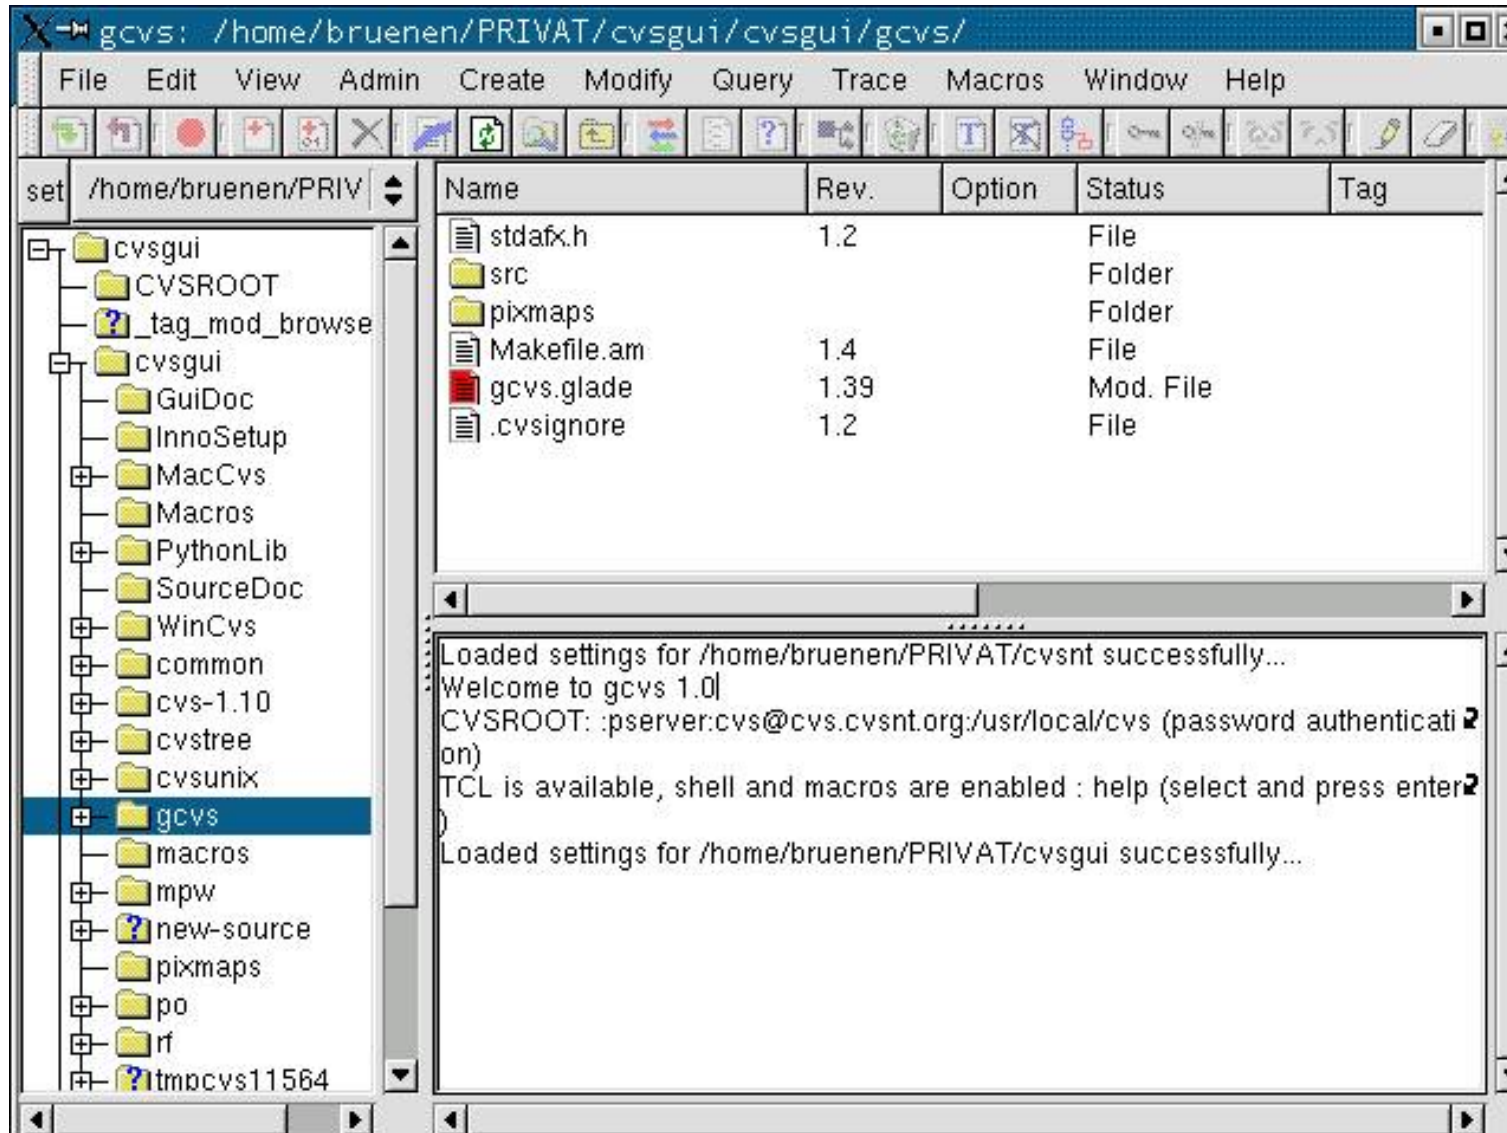 gcvs: /home/bruenen/PRIVAT/cvsgui/cvsgui/gcvs/
File Edit View Admin Create Modify Query Trace Macros Window Help
set /home/bruenen/PRIV
cvsgui
CVSROOT
_tag_mod_browse
cvsgui
GuiDoc
InnoSetup
MacCvs
Macros
PythonLib
SourceDoc
WinCvs
common
cvs-1.10
cvstree
cvsunix
gcvs
macros
mpw
new-source
pixmaps
po
rf
tmpcvs11564
Name Rev. Option Status Tag
stdafx.h 1.2 File
src Folder
pixmaps Folder
Makefile.am 1.4 File
gcvs.glade 1.39 Mod. File
.cvsignore 1.2 File
Loaded settings for /home/bruenen/PRIVAT/cvsnt successfully...
Welcome to gcvs 1.0
CVSROOT: :pserver:cvs@cvs.cvsnt.org:/usr/local/cvs (password authenticati
on)
TCL is available, shell and macros are enabled : help (select and press enter
)
Loaded settings for /home/bruenen/PRIVAT/cvsgui successfully...